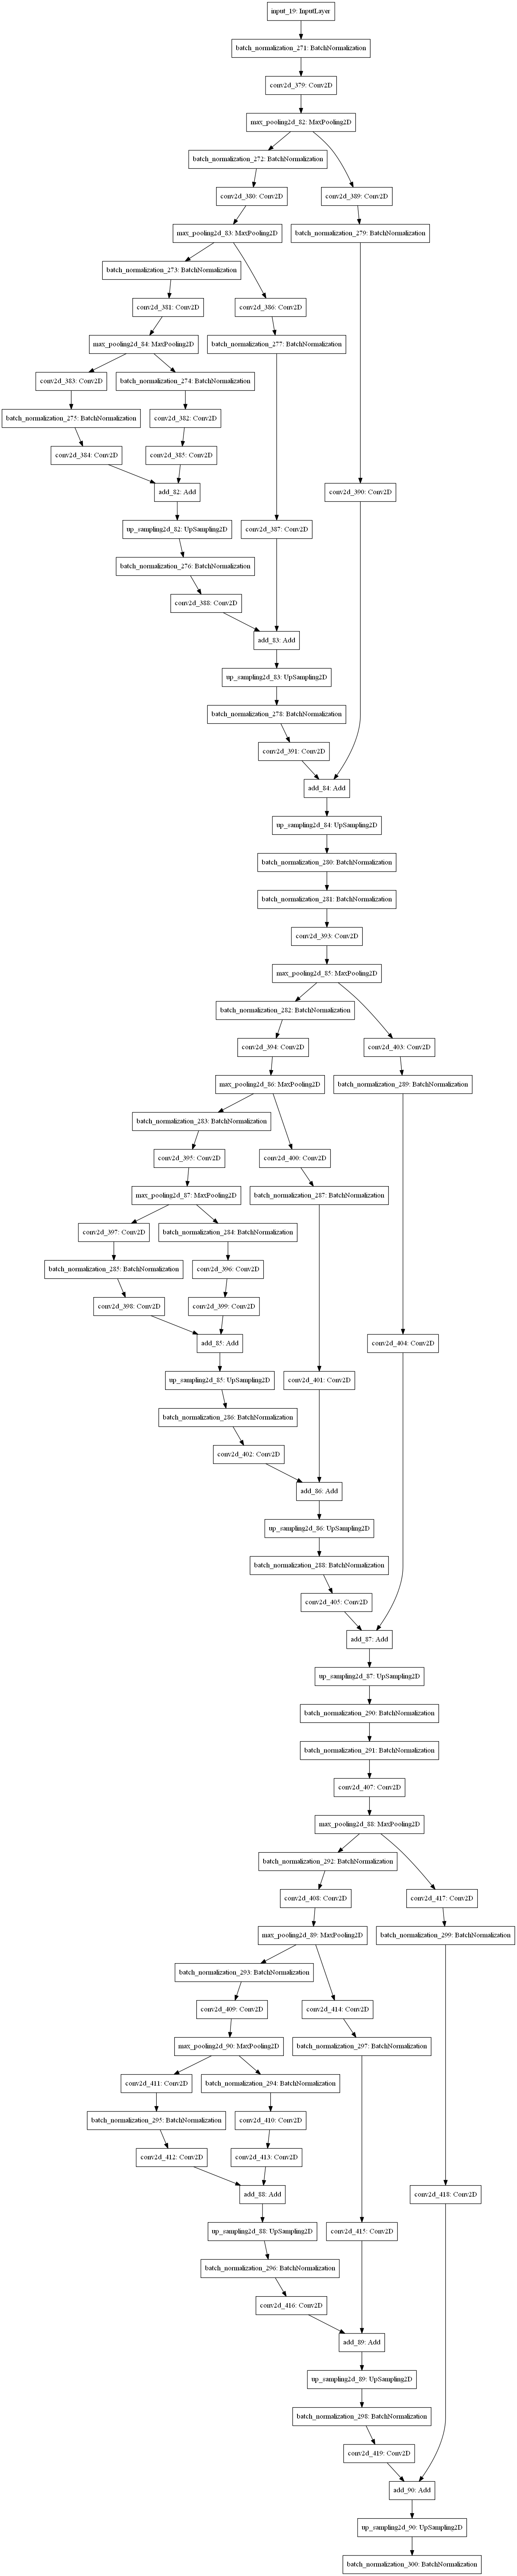 input_19: InputLayer
batch_normalization_271: BatchNormalization
conv2d_379: Conv2D
max_pooling2d_82: MaxPooling2D
batch_normalization_272: BatchNormalization
conv2d_380: Conv2D
conv2d_389: Conv2D
max_pooling2d_83: MaxPooling2D
batch_normalization_279: BatchNormalization
batch_normalization_273: BatchNormalization
conv2d_381: Conv2D
conv2d_386: Conv2D
max_pooling2d_84: MaxPooling2D
batch_normalization_277: BatchNormalization
conv2d_383: Conv2D
batch_normalization_274: BatchNormalization
batch_normalization_275: BatchNormalization
conv2d_382: Conv2D
conv2d_384: Conv2D
conv2d_385: Conv2D
add_82: Add
conv2d_390: Conv2D
up_sampling2d_82: UpSampling2D
conv2d_387: Conv2D
batch_normalization_276: BatchNormalization
conv2d_388: Conv2D
add_83: Add
up_sampling2d_83: UpSampling2D
batch_normalization_278: BatchNormalization
conv2d_391: Conv2D
add_84: Add
up_sampling2d_84: UpSampling2D
batch_normalization_280: BatchNormalization
batch_normalization_281: BatchNormalization
conv2d_393: Conv2D
max_pooling2d_85: MaxPooling2D
batch_normalization_282: BatchNormalization
conv2d_394: Conv2D
conv2d_403: Conv2D
max_pooling2d_86: MaxPooling2D
batch_normalization_289: BatchNormalization
batch_normalization_283: BatchNormalization
conv2d_395: Conv2D
conv2d_400: Conv2D
max_pooling2d_87: MaxPooling2D
batch_normalization_287: BatchNormalization
conv2d_397: Conv2D
batch_normalization_284: BatchNormalization
batch_normalization_285: BatchNormalization
conv2d_396: Conv2D
conv2d_398: Conv2D
conv2d_399: Conv2D
add_85: Add
conv2d_404: Conv2D
up_sampling2d_85: UpSampling2D
conv2d_401: Conv2D
batch_normalization_286: BatchNormalization
conv2d_402: Conv2D
add_86: Add
up_sampling2d_86: UpSampling2D
batch_normalization_288: BatchNormalization
conv2d_405: Conv2D
add_87: Add
up_sampling2d_87: UpSampling2D
batch_normalization_290: BatchNormalization
batch_normalization_291: BatchNormalization
conv2d_407: Conv2D
max_pooling2d_88: MaxPooling2D
batch_normalization_292: BatchNormalization
conv2d_408: Conv2D
conv2d_417: Conv2D
max_pooling2d_89: MaxPooling2D
batch_normalization_299: BatchNormalization
batch_normalization_293: BatchNormalization
conv2d_409: Conv2D
conv2d_414: Conv2D
max_pooling2d_90: MaxPooling2D
batch_normalization_297: BatchNormalization
conv2d_411: Conv2D
batch_normalization_294: BatchNormalization
batch_normalization_295: BatchNormalization
conv2d_410: Conv2D
conv2d_412: Conv2D
conv2d_413: Conv2D
add_88: Add
conv2d_418: Conv2D
up_sampling2d_88: UpSampling2D
conv2d_415: Conv2D
batch_normalization_296: BatchNormalization
conv2d_416: Conv2D
add_89: Add
up_sampling2d_89: UpSampling2D
batch_normalization_298: BatchNormalization
conv2d_419: Conv2D
add_90: Add
up_sampling2d_90: UpSampling2D
batch_normalization_300: BatchNormalization